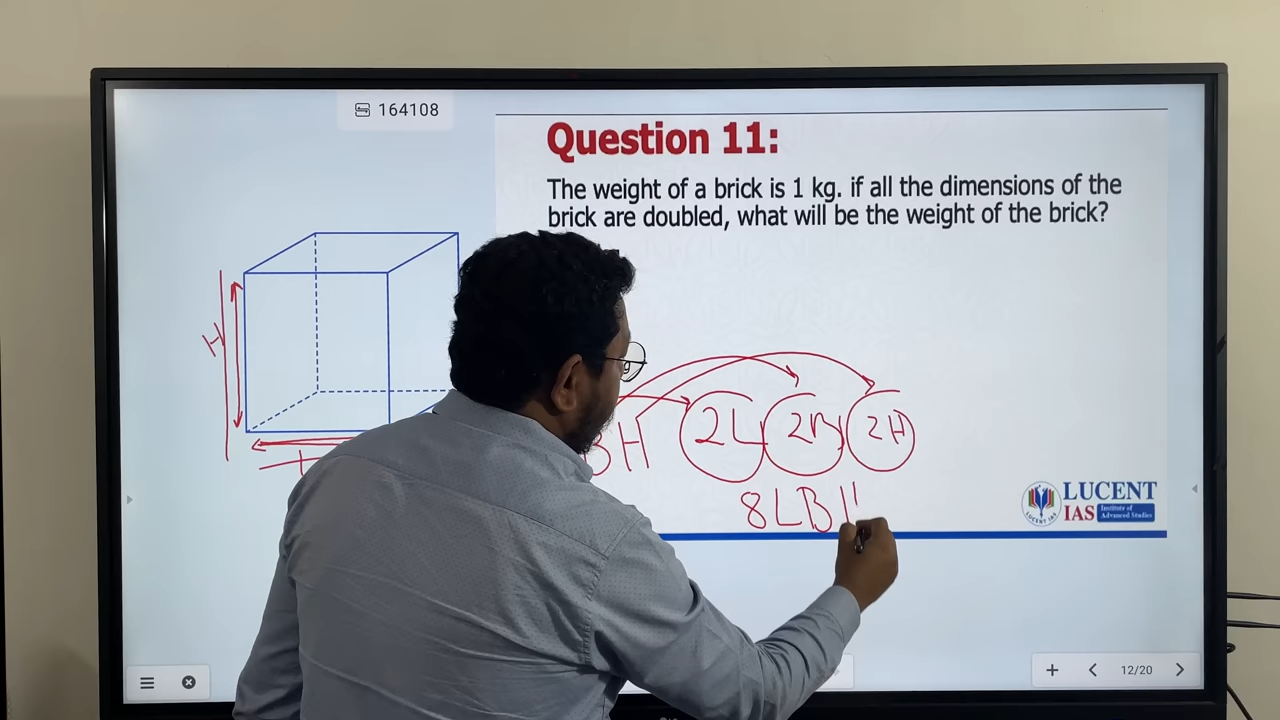 164108
Question 11:
The weight of a brick is 1 kg. if all the dimensions of the
brick are doubled, what will be the weight of the brick?
H
BH 2L 2B 2H
8LBH
LUCENT
IAS Institute of
Advanced Studies
LUCENT IAS
12/20